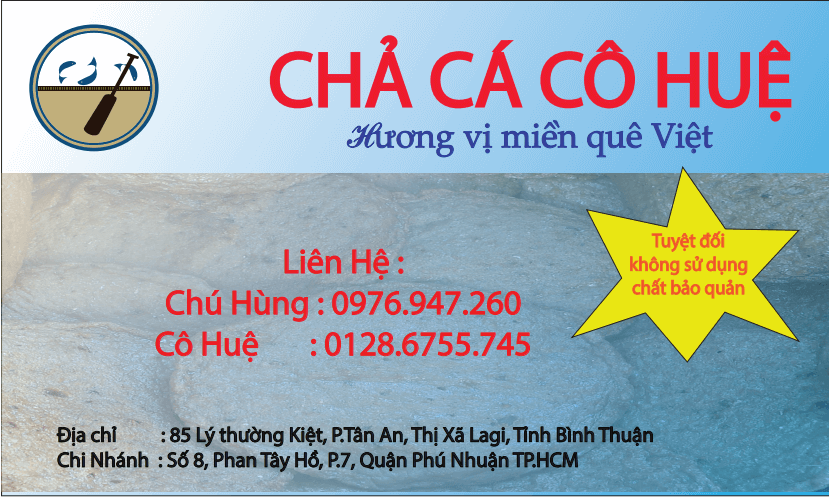 CHẢ CÁ CÔ HUỆ
Hương vị miền quê Việt
Tuyệt đối
không sử dụng
chất bảo quản
Liên Hệ :
Chú Hùng : 0976.947.260
Cô Huệ : 0128.6755.745
Địa chỉ : 85 Lý thường Kiệt, P.Tân An, Thị Xã Lagi, Tỉnh Bình Thuận
Chi Nhánh : Số 8, Phan Tây Hồ, P.7, Quận Phú Nhuận TP.HCM